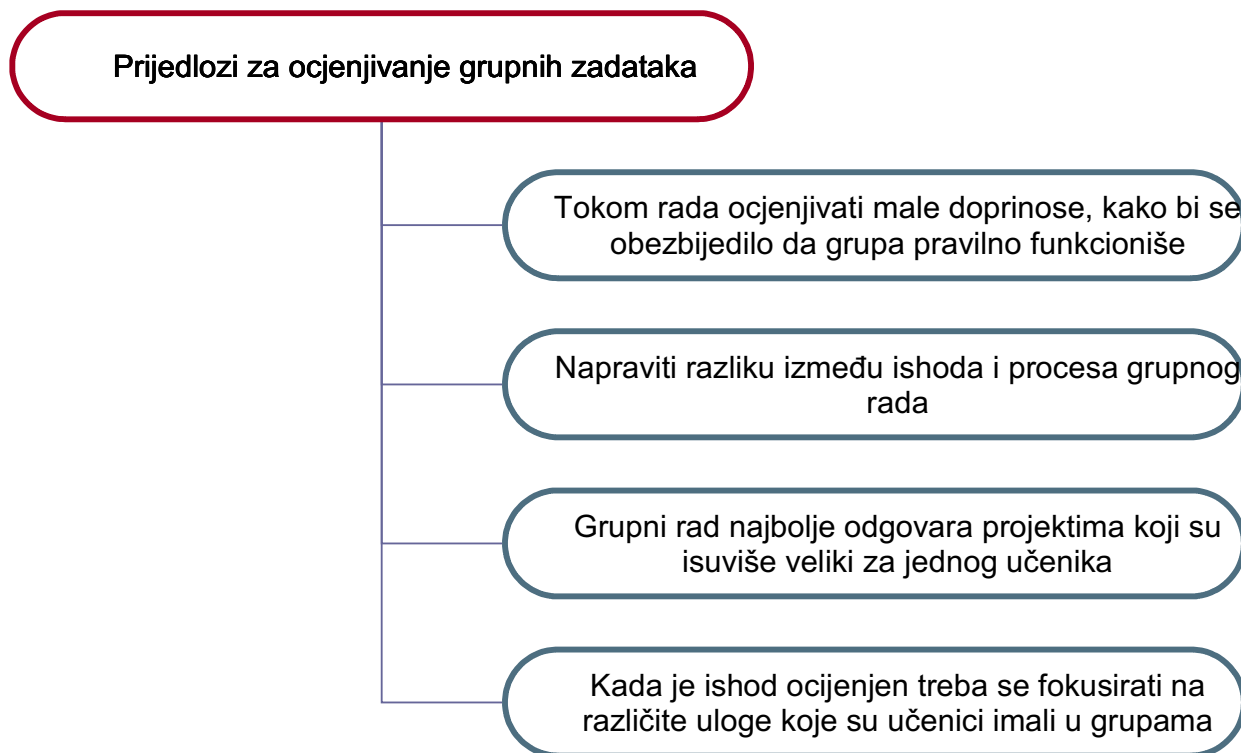 Prijedlozi za ocjenjivanje grupnih zadataka
Tokom rada ocjenjivati male doprinose, kako bi se
obezbijedilo da grupa pravilno funkcioniše
Napraviti razliku između ishoda i procesa grupnog
rada
Grupni rad najbolje odgovara projektima koji su
isuviše veliki za jednog učenika
Kada je ishod ocijenjen treba se fokusirati na
različite uloge koje su učenici imali u grupama